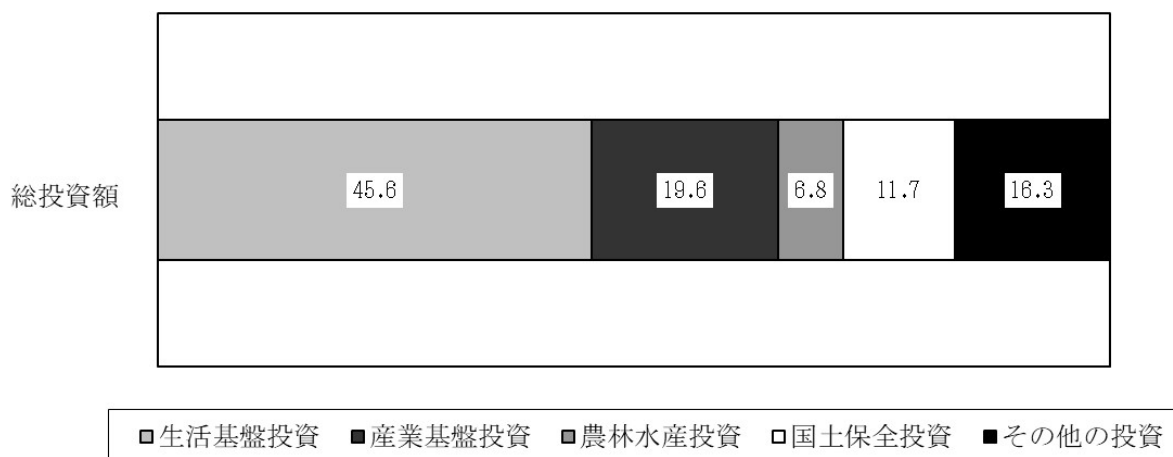 総投資額
45.6 19.6 6.8 11.7 16.3
生活基盤投資 産業基盤投資 農林水産投資 国土保全投資 その他の投資